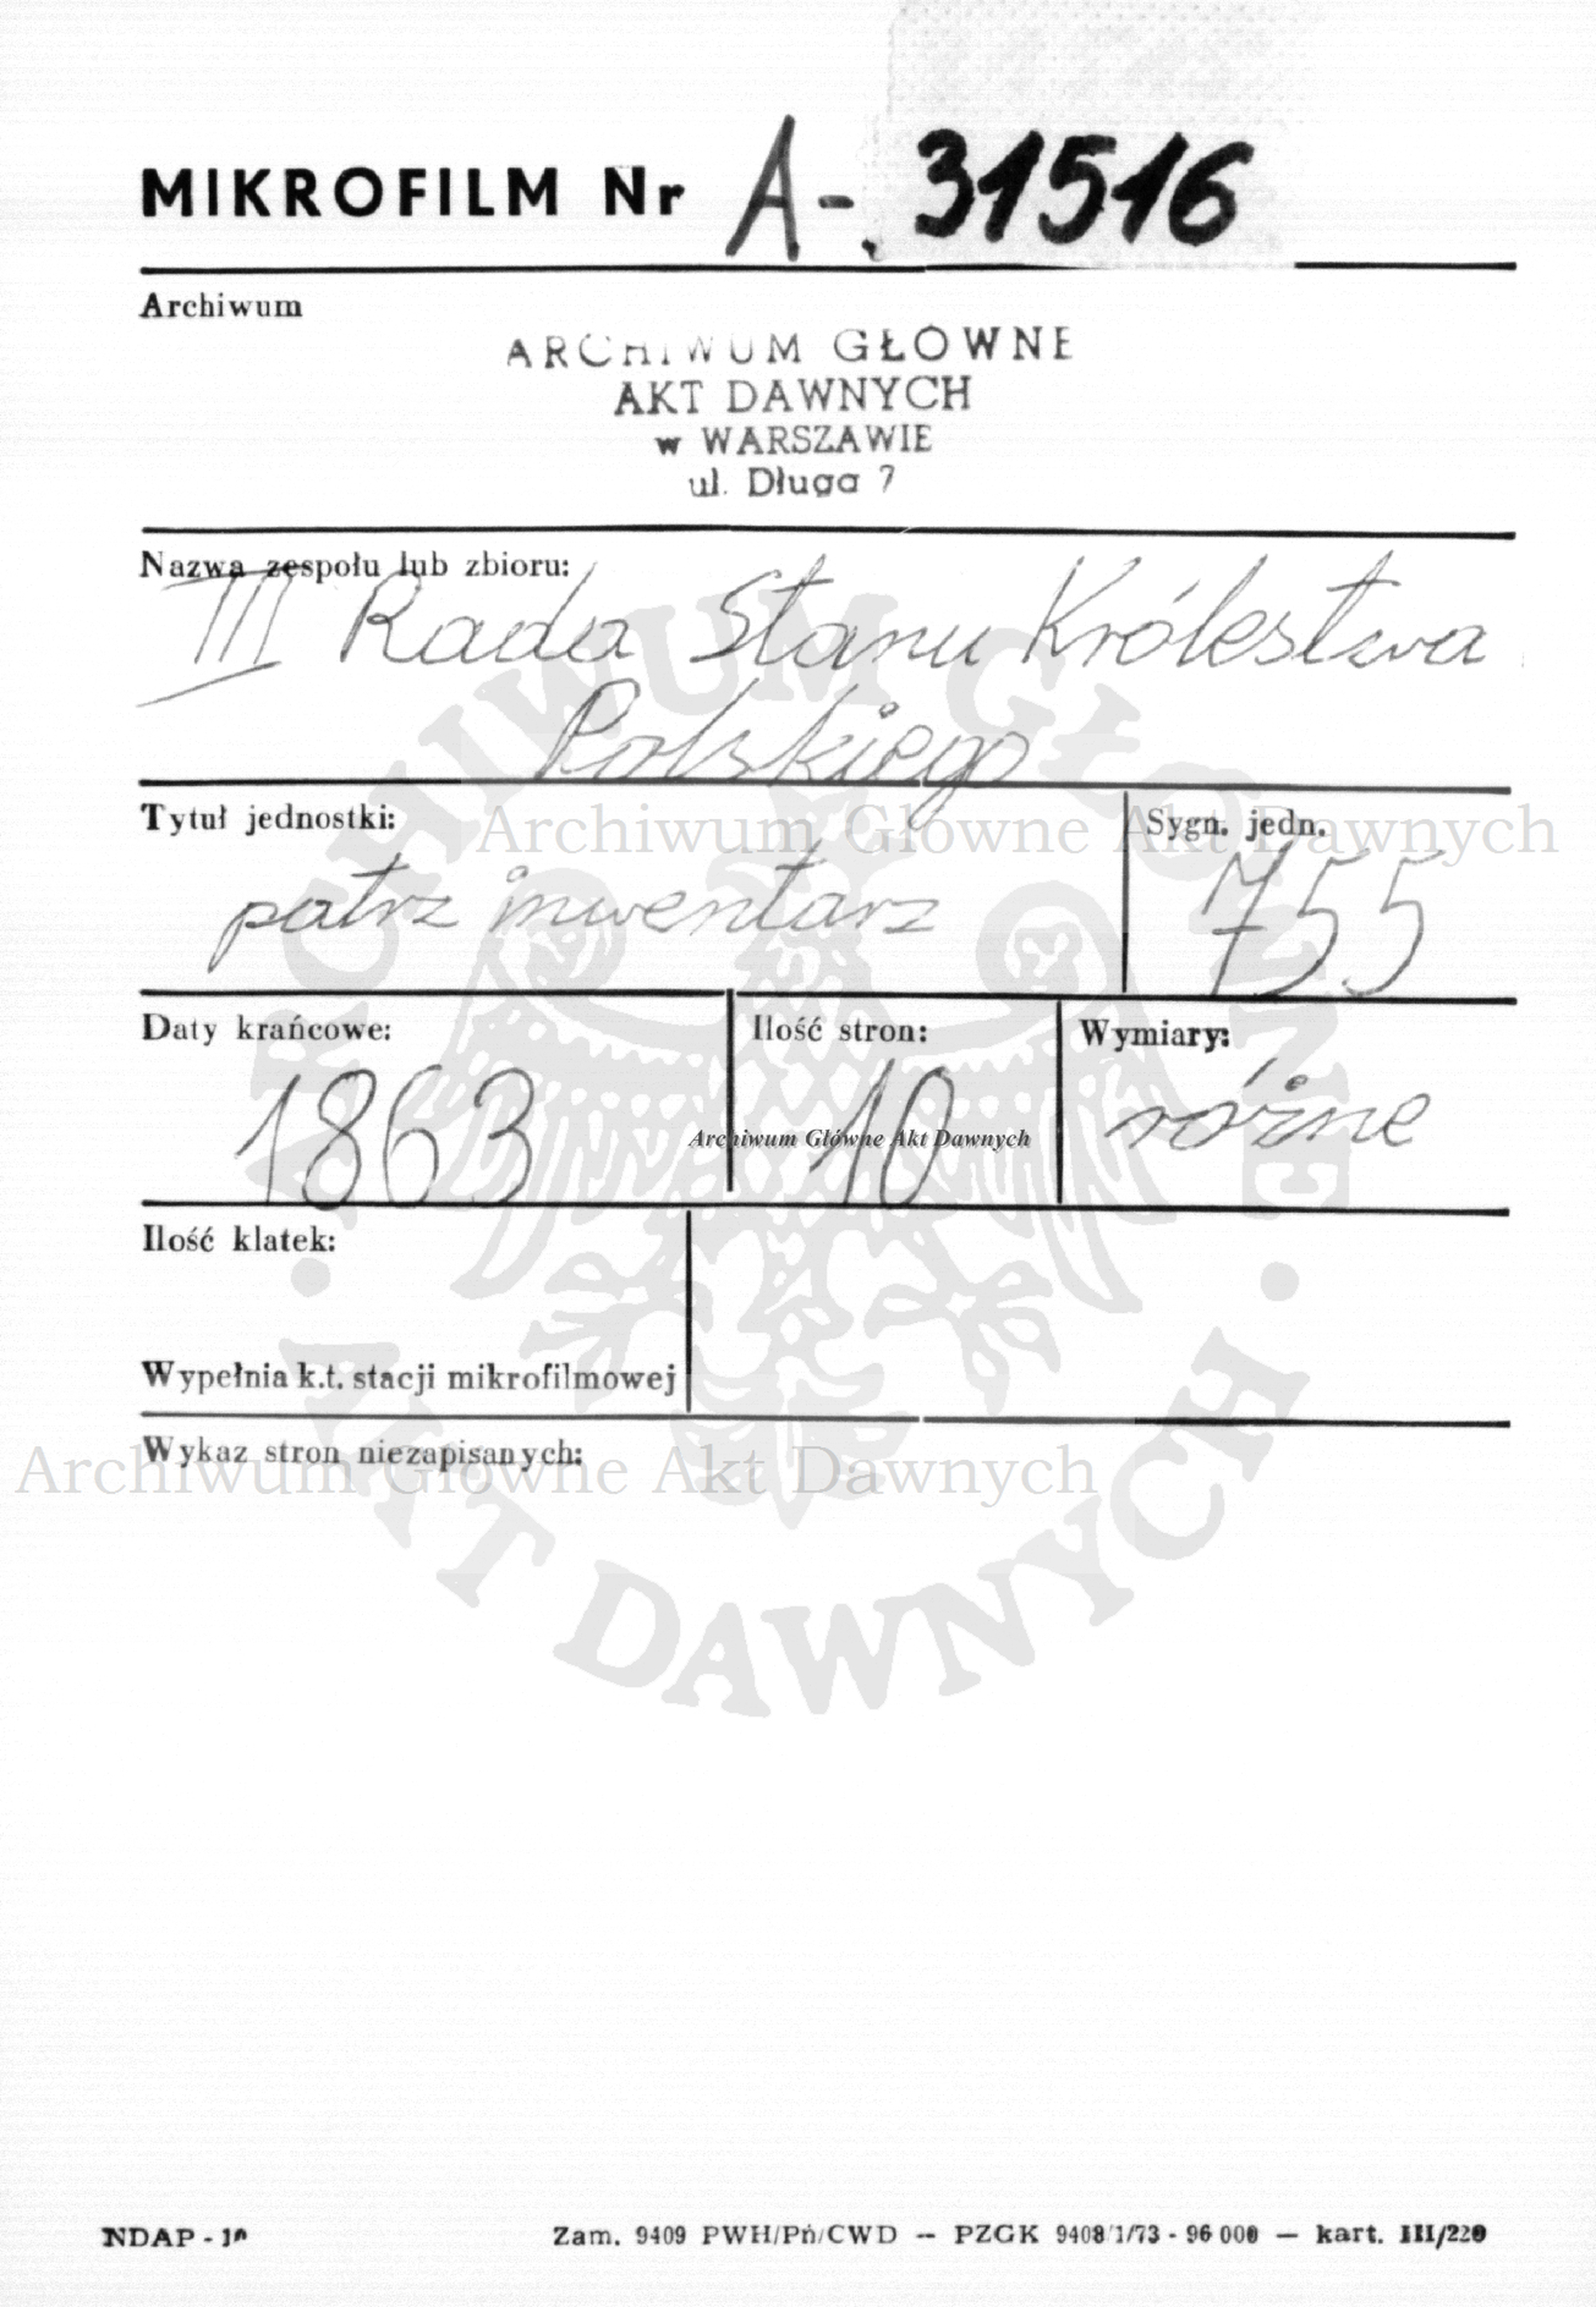 MIKROFILM Nr A-. 31516
Archiwum
ARCHIWUM GŁÓWNE
AKT DAWNYCH
w WARSZAWIE
ul. Długa 7
Nazwa zespołu lub zbioru:
III Rada Stanu Królestwa
Polskiego
Tytuł jednostki:
Sygn. jedn.
Archiwum Główne Akt Dawnych
patrz inwentarz
755
Daty krańcowe:
Ilość stron:
Wymiary:
1863
10
różne
Archiwum Główne Akt Dawnych
Ilość klatek:
Wypełnia k.t. stacji mikrofilmowej
Wykaz stron niezapisanych:
Archiwum Główne Akt Dawnych
ARCHIWUM GŁÓWNE
AKT DAWNYCH
NDAP -
Zam. 9409 PWH/Pń/CWD — PZGK 9408/1/73 - 96 000 — kart. III/220